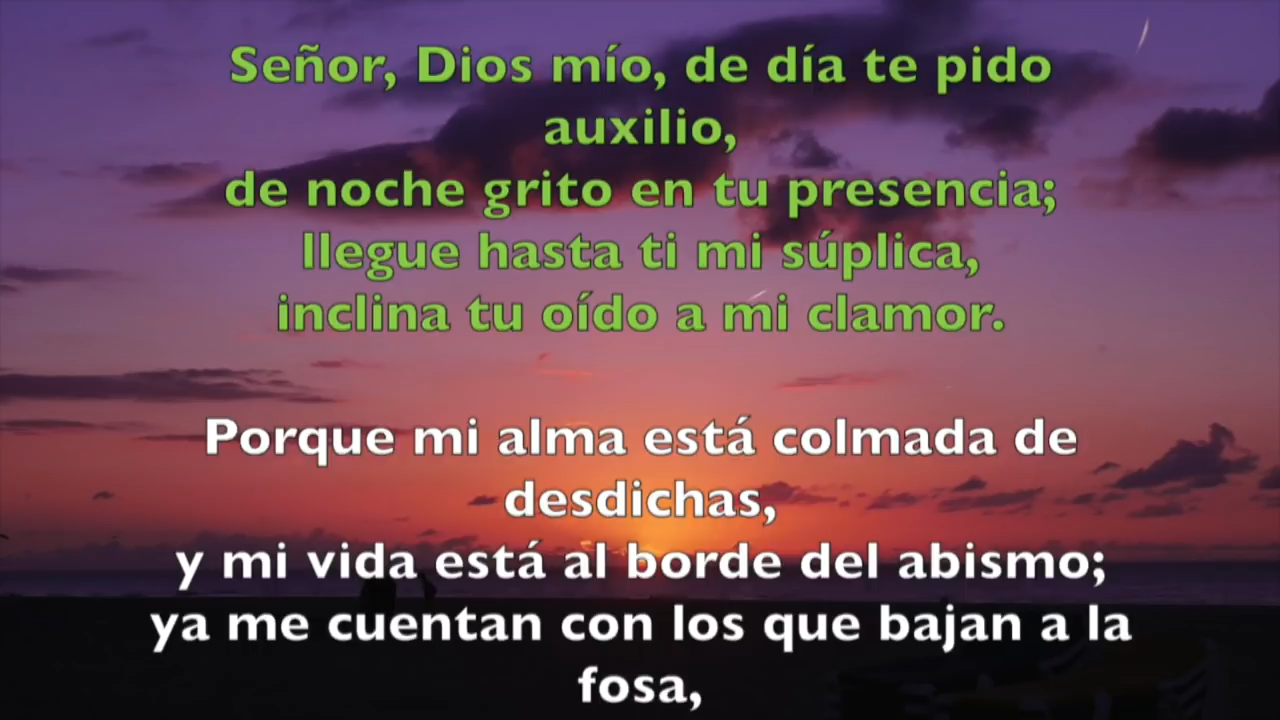 Señor, Dios mío, de día te pido
auxilio,
de noche grito en tu presencia;
llegue hasta ti mi súplica,
inclina tu oído a mi clamor.
Porque mi alma está colmada de
desdichas,
y mi vida está al borde del abismo;
ya me cuentan con los que bajan a la
fosa,